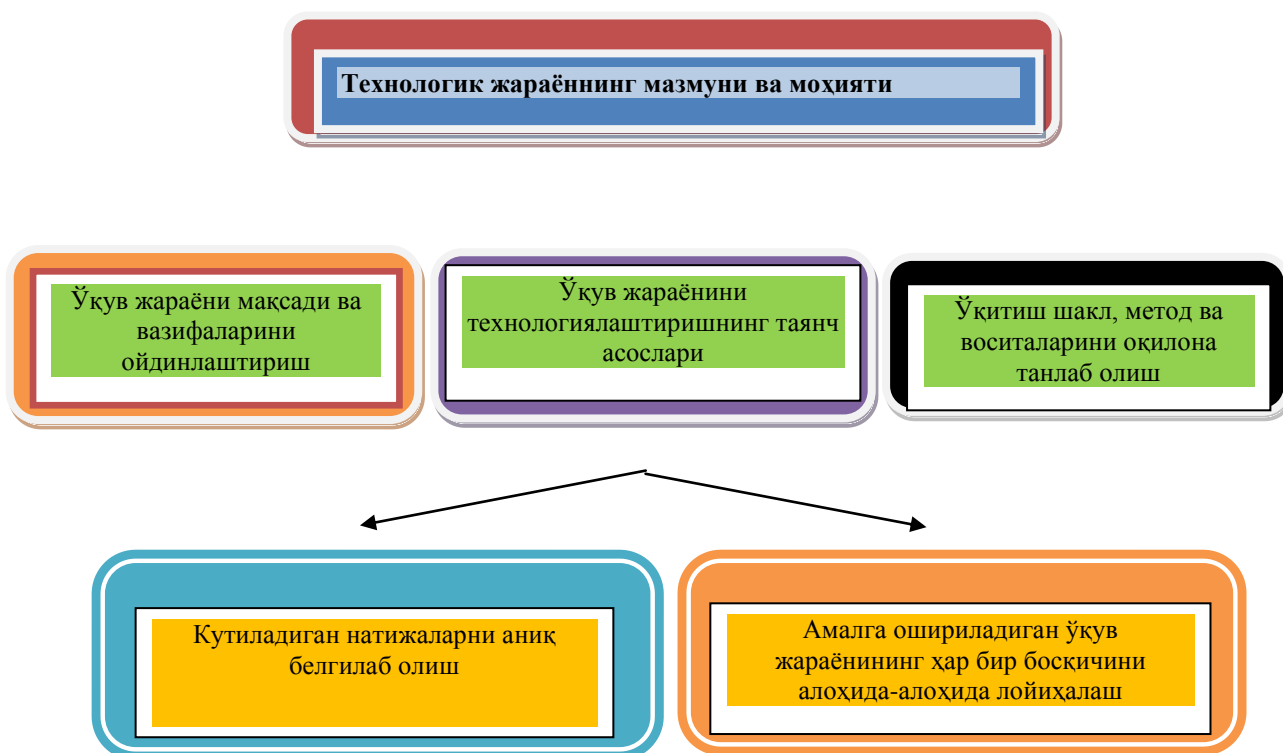 Технологик жараённинг мазмуни ва моҳияти
Ўқув жараёни мақсади ва
вазифаларини
ойдинлаштириш
Ўқув жараёнини
технологиялаштиришнинг таянч
асослари
Ўқитиш шакл, метод ва
воситаларини оқилона
танлаб олиш
Кутиладиган натижаларни аниқ
белгилаб олиш
Амалга ошириладиган ўқув
жараёнининг ҳар бир босқичини
алоҳида-алоҳида лойиҳалаш